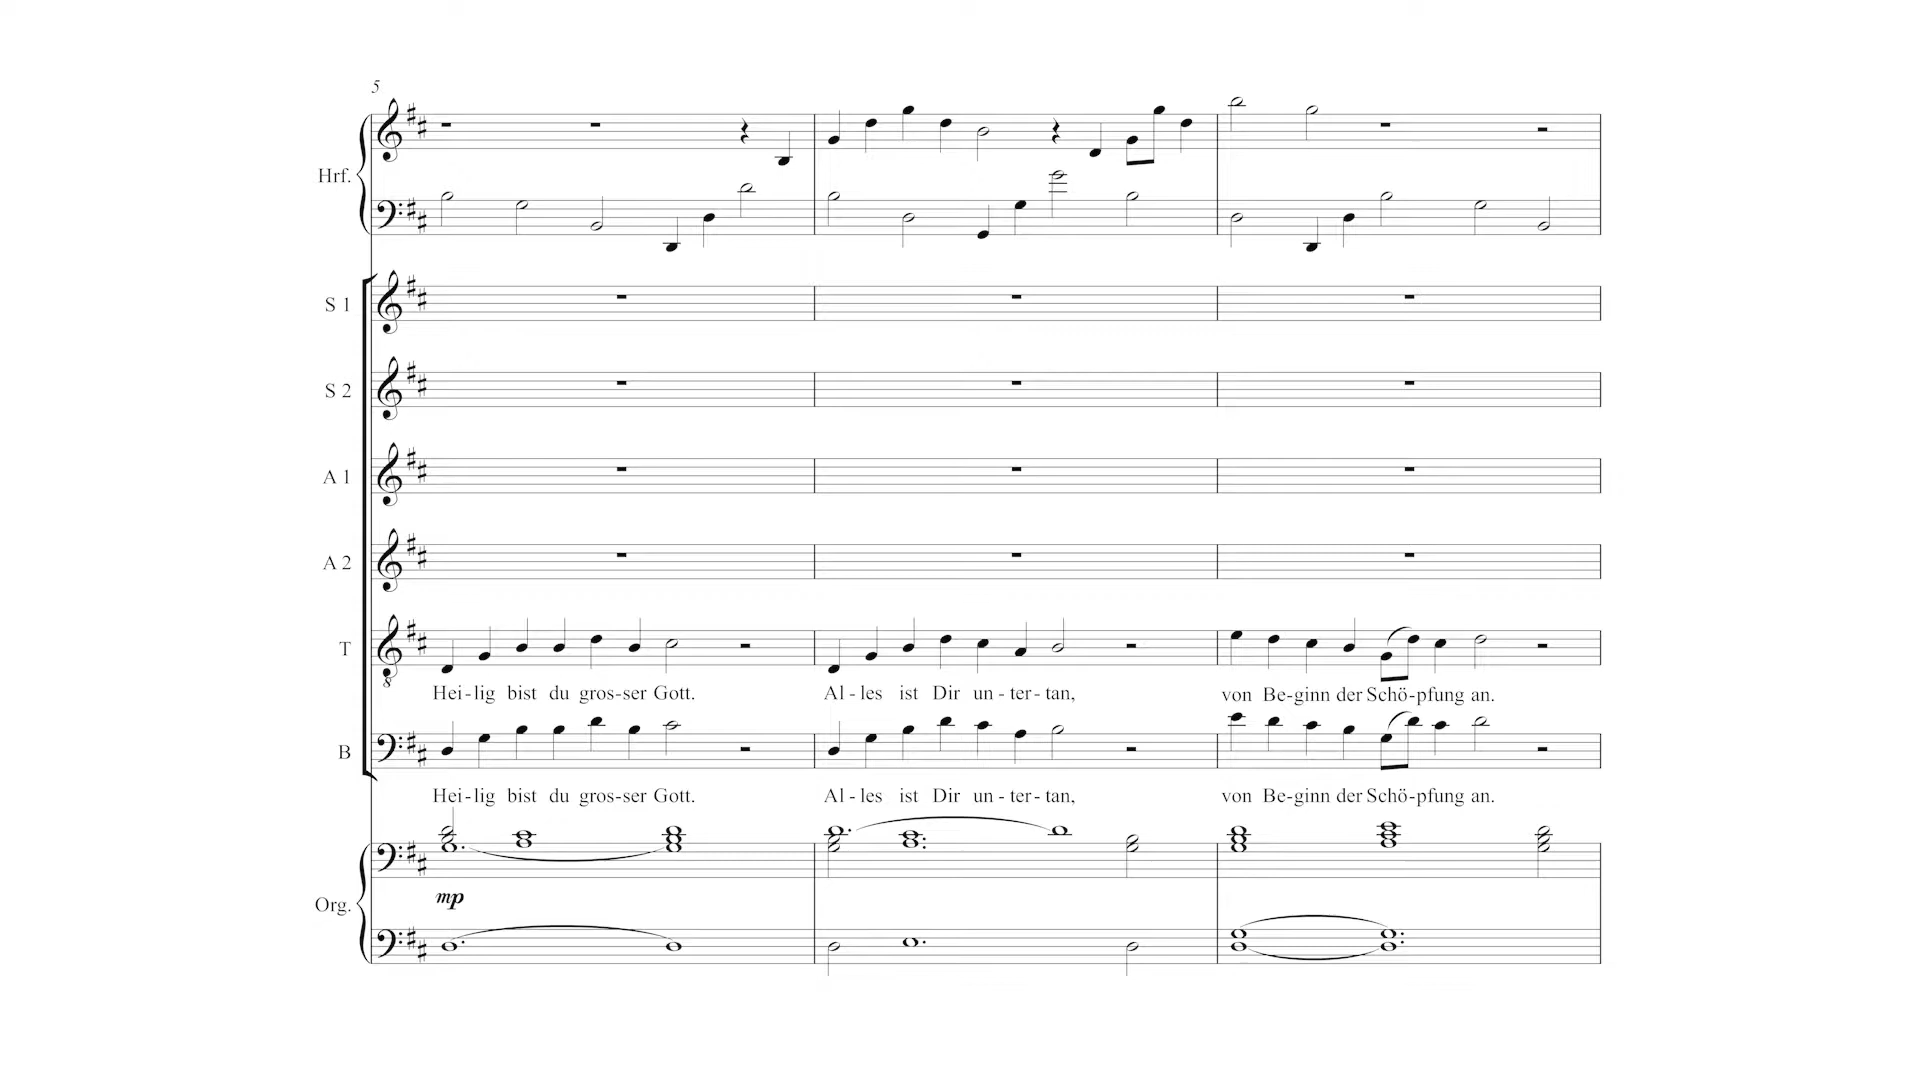 5
Hrf.
S 1
S 2
A 1
A 2
T
Hei-lig bist du gros-ser Gott. Al-les ist Dir un-ter-tan, von Be-ginn der Schö-pfung an.
B
Hei-lig bist du gros-ser Gott. Al-les ist Dir un-ter-tan, von Be-ginn der Schö-pfung an.
mp
Org.